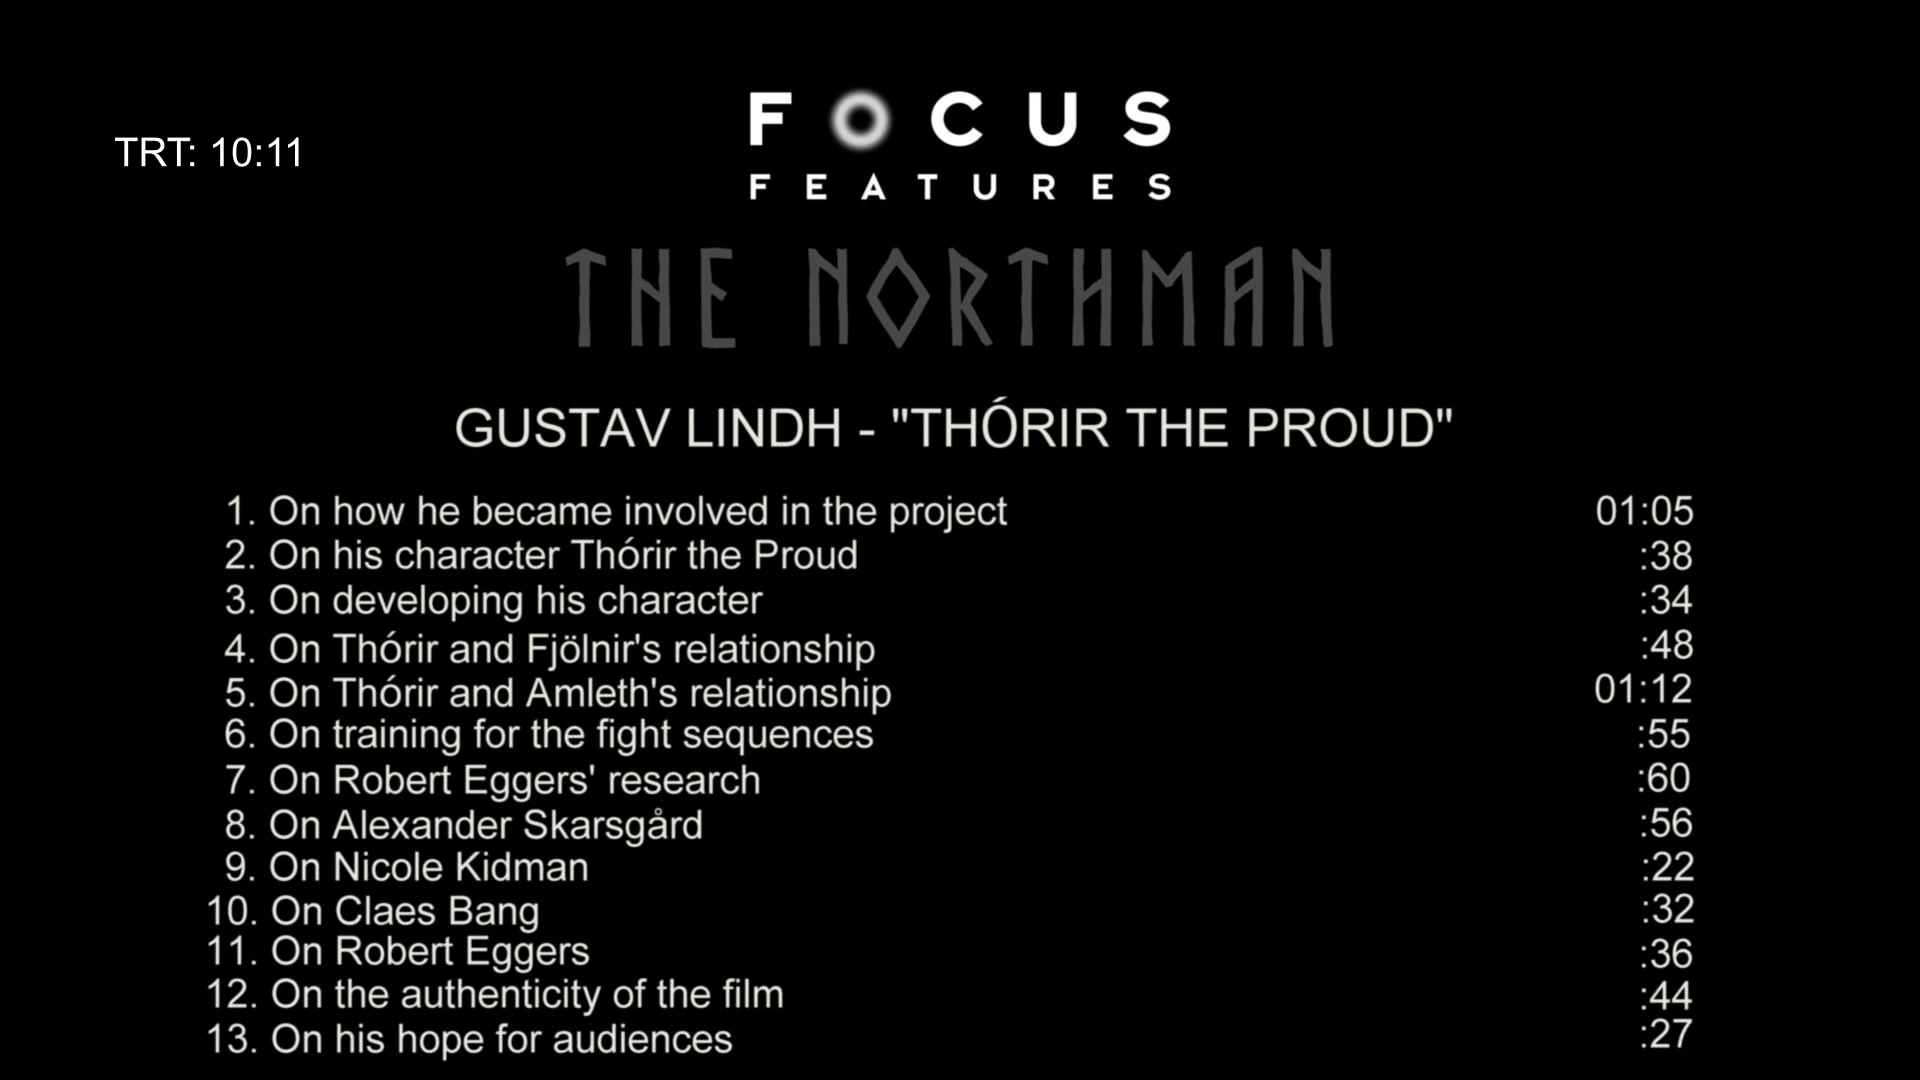 TRT: 10:11
FOCUS
FEATURES
THE NORTHMAN
GUSTAV LINDH - "THÓRIR THE PROUD"
1. On how he became involved in the project 01:05
2. On his character Thórir the Proud :38
3. On developing his character :34
4. On Thórir and Fjölnir's relationship :48
5. On Thórir and Amleth's relationship 01:12
6. On training for the fight sequences :55
7. On Robert Eggers' research :60
8. On Alexander Skarsgård :56
9. On Nicole Kidman :22
10. On Claes Bang :32
11. On Robert Eggers :36
12. On the authenticity of the film :44
13. On his hope for audiences :27